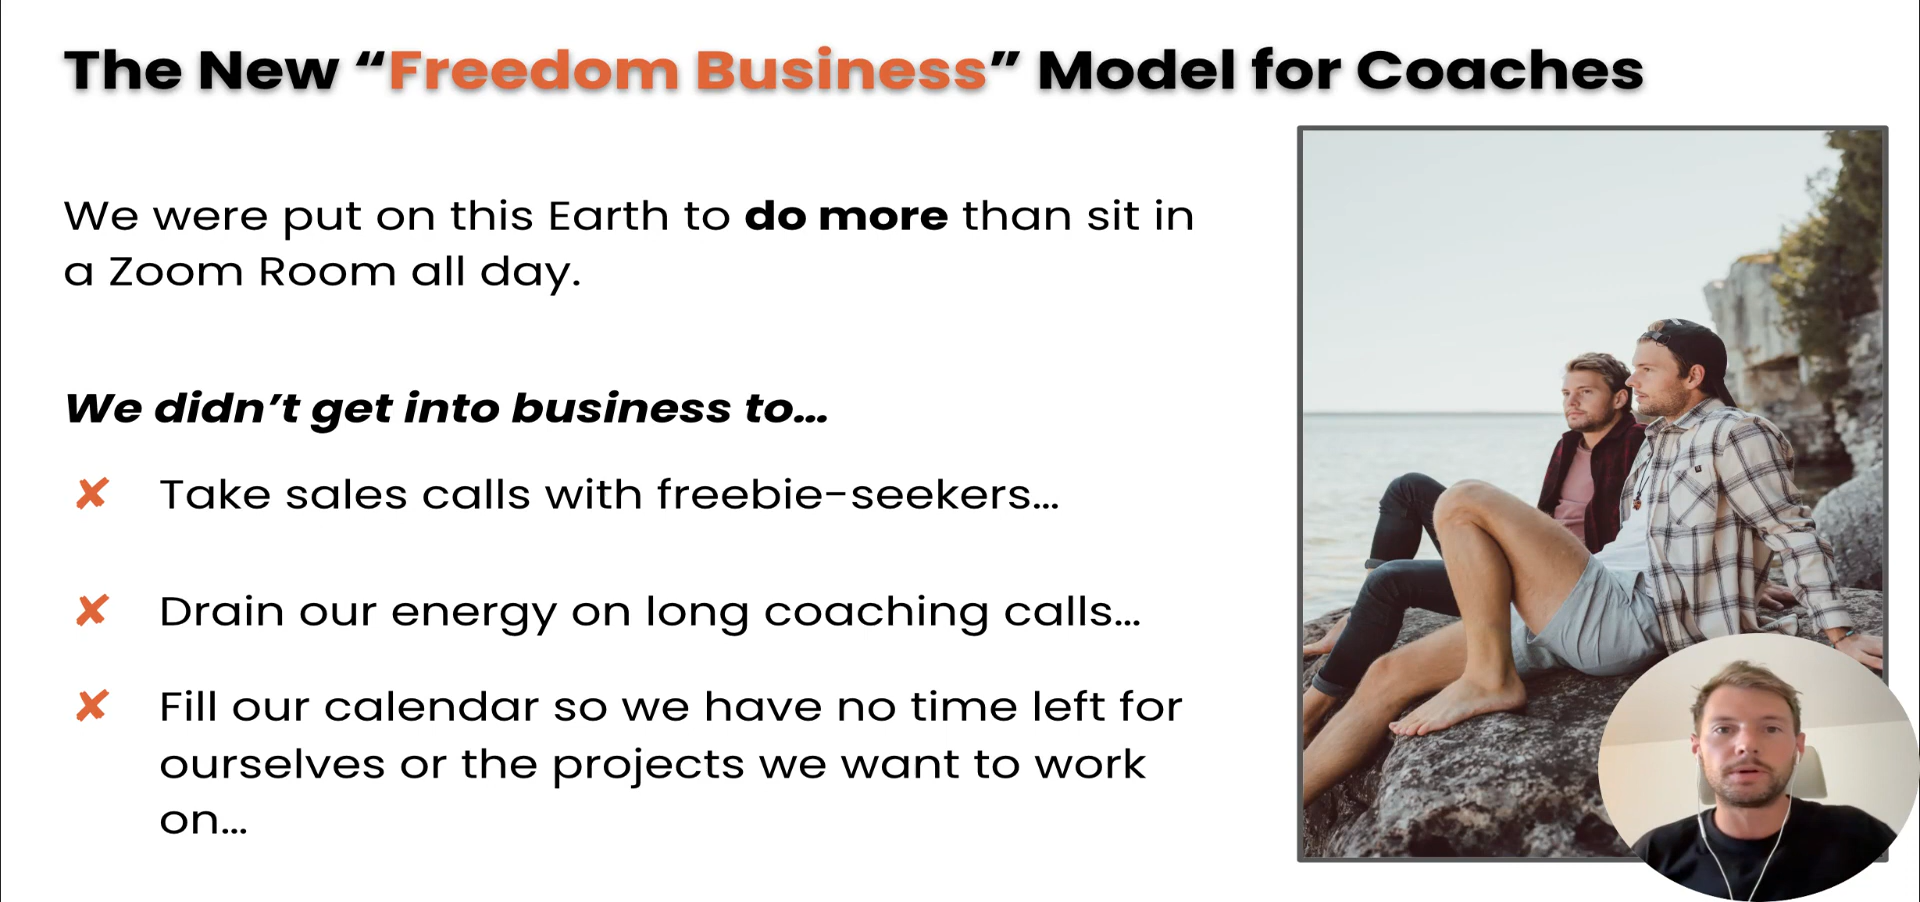 The New “Freedom Business” Model for Coaches
We were put on this Earth to do more than sit in
a Zoom Room all day.
We didn’t get into business to…
✘ Take sales calls with freebie-seekers…
✘ Drain our energy on long coaching calls…
✘ Fill our calendar so we have no time left for
ourselves or the projects we want to work
on…